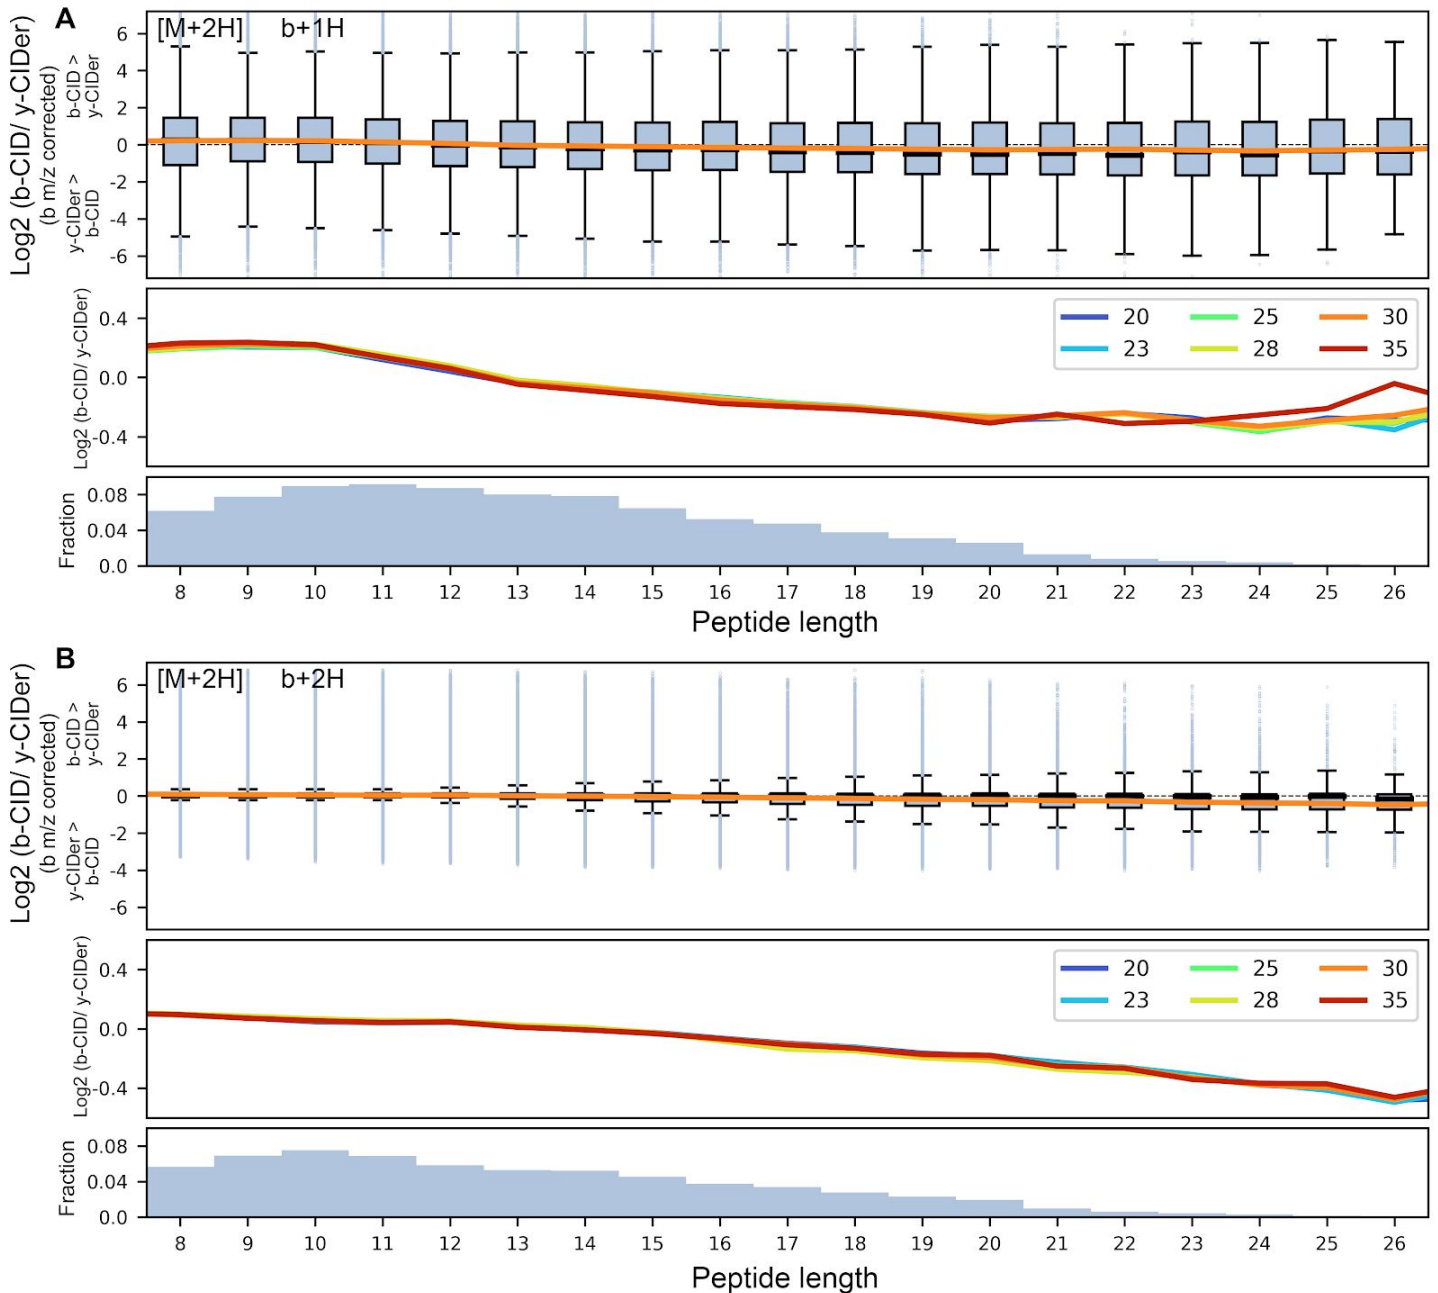 A
[M+2H] b+1H
Log2 (b-CID/ y-CIDer)
(b m/z corrected)
y-CIDer >
b-CID
b-CID >
y-CIDer
6
4
2
0
-2
-4
-6
Log2 (b-CID/ y-CIDer)
0.4
0.0
-0.4
20 25 30
23 28 35
Fraction
0.08
0.04
0.0
8 9 10 11 12 13 14 15 16 17 18 19 20 21 22 23 24 25 26
Peptide length
B
[M+2H] b+2H
Log2 (b-CID/ y-CIDer)
(b m/z corrected)
y-CIDer >
b-CID
b-CID >
y-CIDer
6
4
2
0
-2
-4
-6
Log2 (b-CID/ y-CIDer)
0.4
0.0
-0.4
20 25 30
23 28 35
Fraction
0.08
0.04
0.0
8 9 10 11 12 13 14 15 16 17 18 19 20 21 22 23 24 25 26
Peptide length